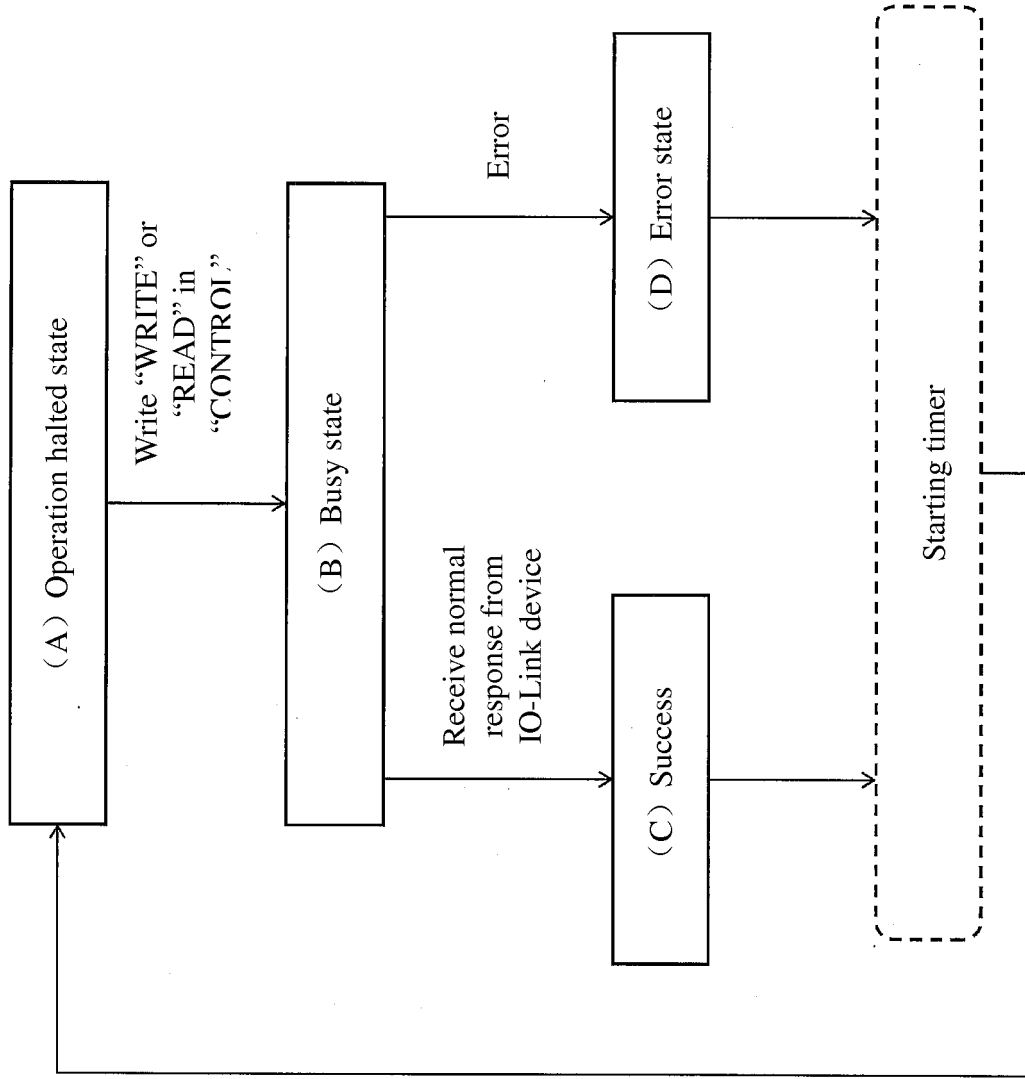 (A) Operation halted state
Write “WRITE” or
“READ” in
“CONTROL”
(B) Busy state
Receive normal
response from
IO-Link device
Error
(C) Success
(D) Error state
Starting timer